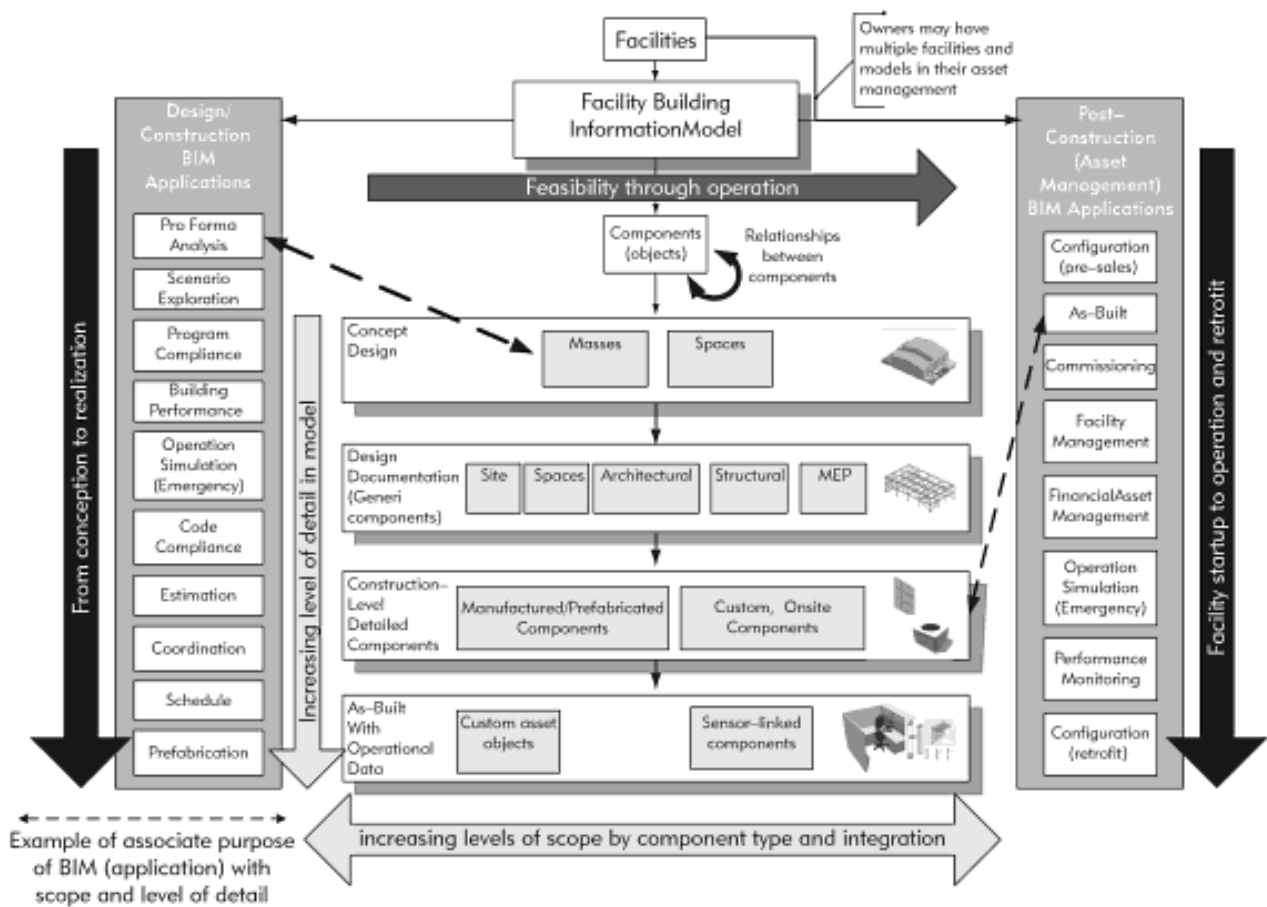 Facilities
Owners may have
multiple facilities and
models in their asset
management
Facility Building
InformationModel
Feasibility through operation
Components
(objects)
Relationships
between
components
Design/
Construction
BIM
Applications
Pro Forma
Analysis
Scenario
Exploration
Program
Compliance
Building
Performance
Operation
Simulation
(Emergency)
Code
Compliance
Estimation
Coordination
Schedule
Prefabrication
From conception to realization
Increasing level of detail in model
Concept
Design
Masses
Spaces
Design
Documentation
(Generi
components)
Site
Spaces
Architectural
Structural
MEP
Construction–
Level
Detailed
Components
Manufactured/Prefabricated
Components
Custom, Onsite
Components
As–Built
With
Operational
Data
Custom asset
objects
Sensor–linked
components
Post–
Construction
(Asset
Management)
BIM Applications
Configuration
(pre–sales)
As–Built
Commissioning
Facility
Management
FinancialAsset
Management
Operation
Simulation
(Emergency)
Performance
Monitoring
Configuration
(retrofit)
Facility startup to operation and retrotit
increasing levels of scope by component type and integration
Example of associate purpose
of BIM (application) with
scope and level of detail